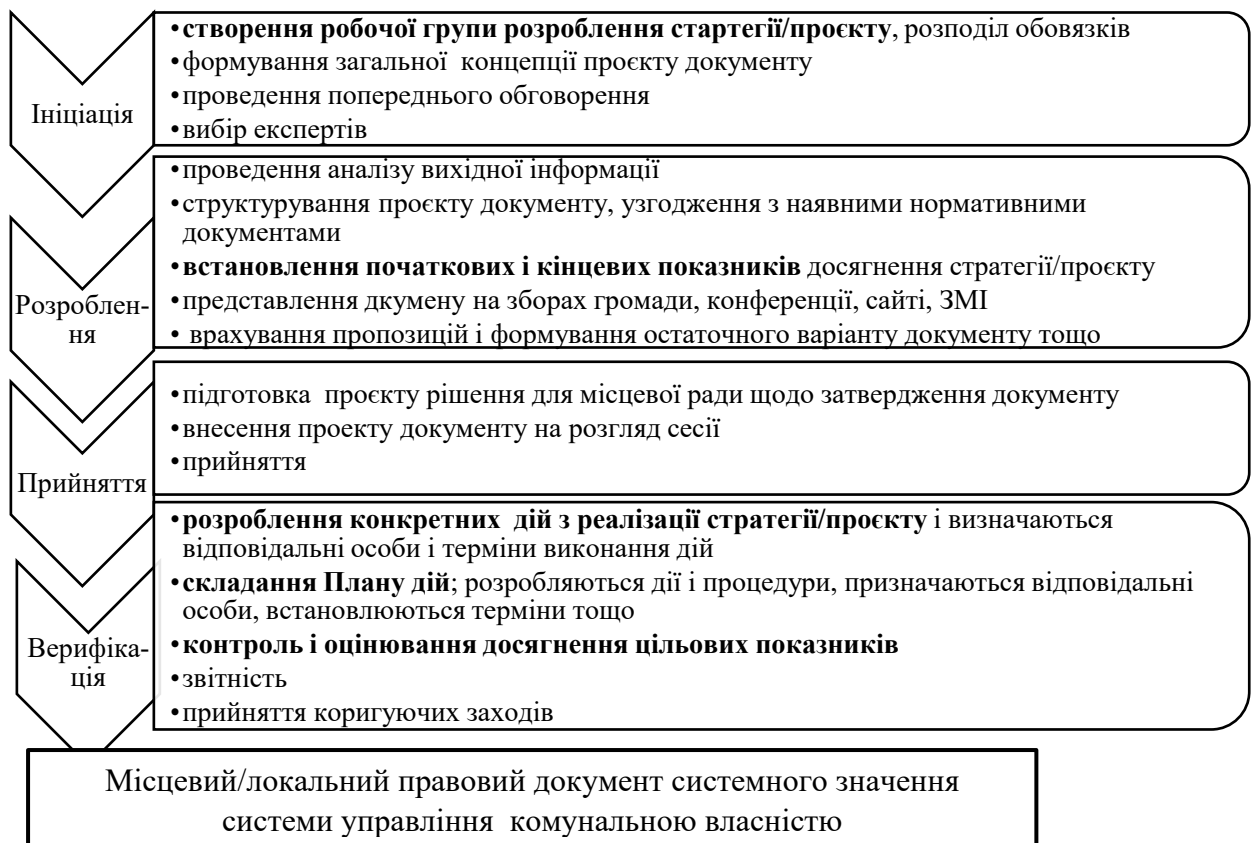 Ініціація
•створення робочої групи розроблення стартегії/проєкту, розподіл обовязків
•формування загальної концепції проєкту документу
•проведення попереднього обговорення
•вибір експертів
Розроблен-
ня
•проведення аналізу вихідної інформації
•структурування проєкту документу, узгодження з наявними нормативними
документами
•встановлення початкових і кінцевих показників досягнення стратегії/проєкту
•представлення дкумену на зборах громади, конференції, сайті, ЗМІ
• врахування пропозицій і формування остаточного варіанту документу тощо
Прийняття
•підготовка проєкту рішення для місцевої ради щодо затвердження документу
•внесення проекту документу на розгляд сесії
•прийняття
Верифіка-
ція
•розроблення конкретних дій з реалізації стратегії/проєкту і визначаються
відповідальні особи і терміни виконання дій
•складання Плану дій; розробляються дії і процедури, призначаються відповідальні
особи, встановлюються терміни тощо
•контроль і оцінювання досягнення цільових показників
•звітність
•прийняття коригуючих заходів
Місцевий/локальний правовий документ системного значення
системи управління комунальною власністю